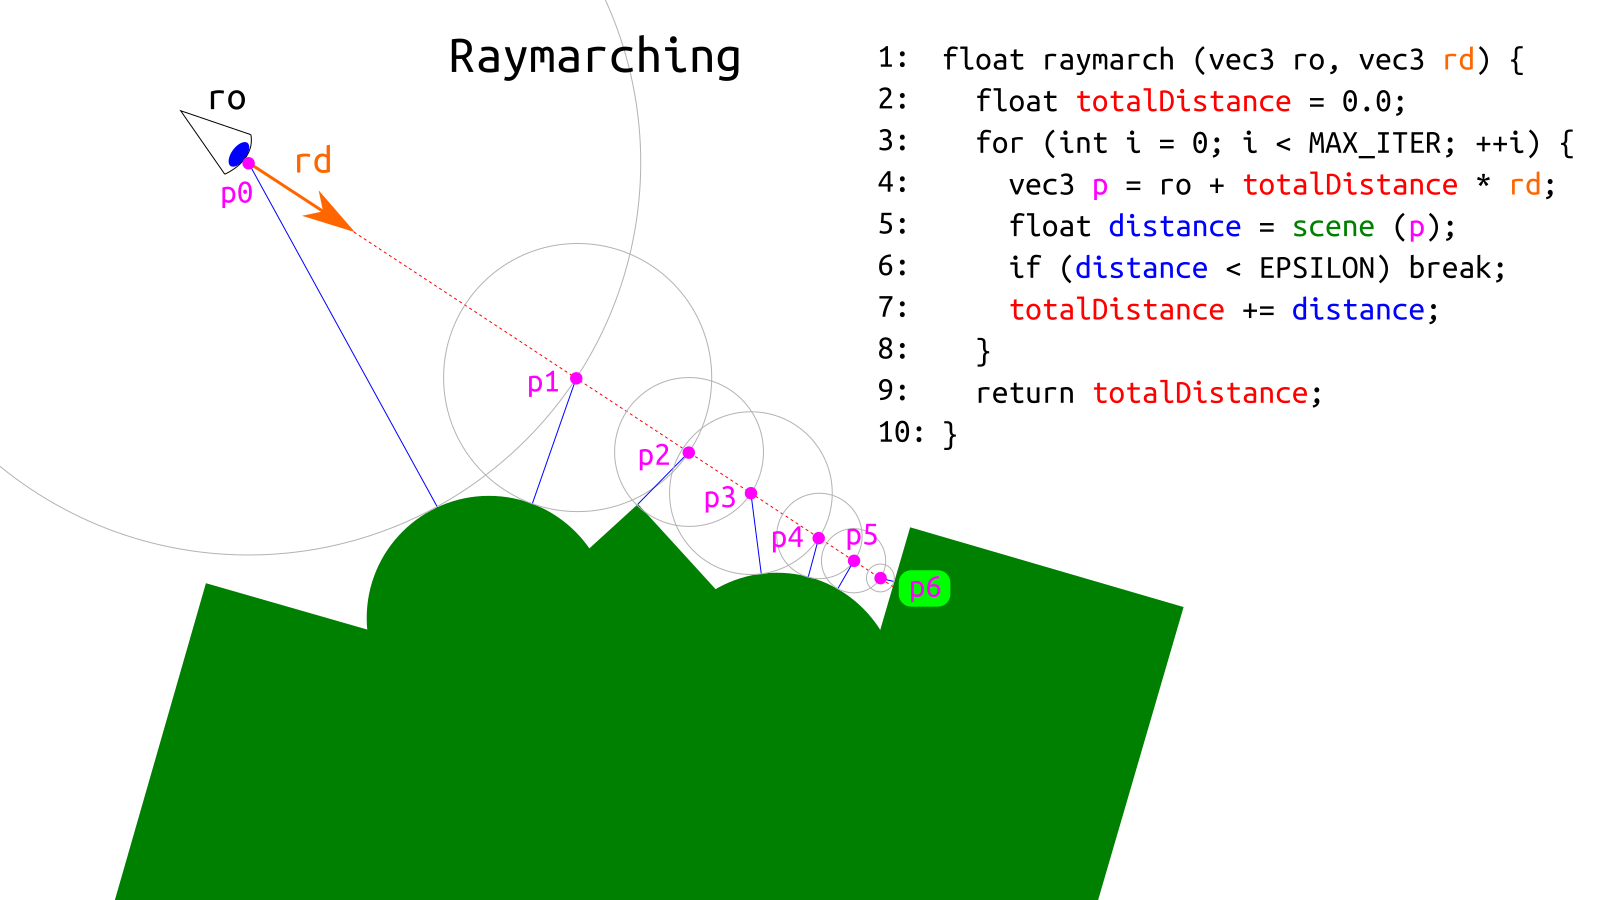 Raymarching
ro
rd
p0
p1
p2
p3
p4
p5
p6
1: float raymarch (vec3 ro, vec3 rd) {
2: float totalDistance = 0.0;
3: for (int i = 0; i < MAX_ITER; ++i) {
4: vec3 p = ro + totalDistance * rd;
5: float distance = scene (p);
6: if (distance < EPSILON) break;
7: totalDistance += distance;
8: }
9: return totalDistance;
10: }